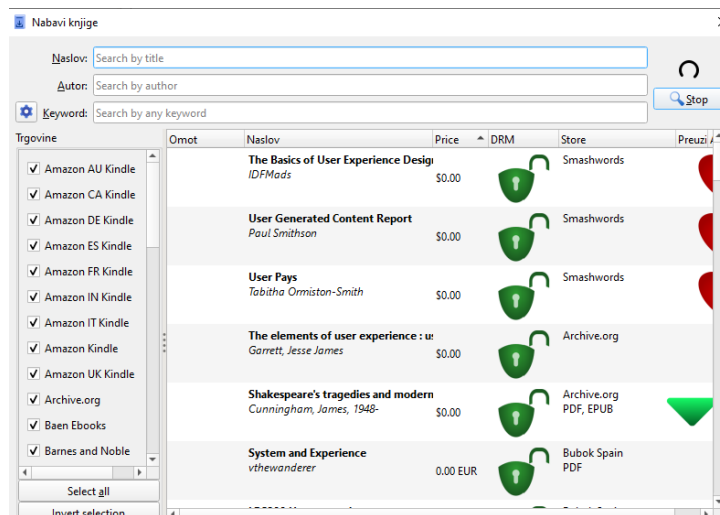 Nabavi knjige
Naslov: Search by title
Autor: Search by author
Keyword: Search by any keyword
Stop
Trgovine
Amazon AU Kindle
Amazon CA Kindle
Amazon DE Kindle
Amazon ES Kindle
Amazon FR Kindle
Amazon IN Kindle
Amazon IT Kindle
Amazon Kindle
Amazon UK Kindle
Archive.org
Baen Ebooks
Barnes and Noble
Select all
Invert selection
Omot Naslov Price DRM Store Preuzi
The Basics of User Experience Desig
IDFMads
$0.00
Smashwords
User Generated Content Report
Paul Smithson
$0.00
Smashwords
User Pays
Tabitha Ormiston-Smith
$0.00
Smashwords
The elements of user experience : u
Garrett, Jesse James
$0.00
Archive.org
Shakespeare's tragedies and modern
Cunningham, James, 1948-
$0.00
Archive.org
PDF, EPUB
System and Experience
vthewanderer
0.00 EUR
Bubok Spain
PDF